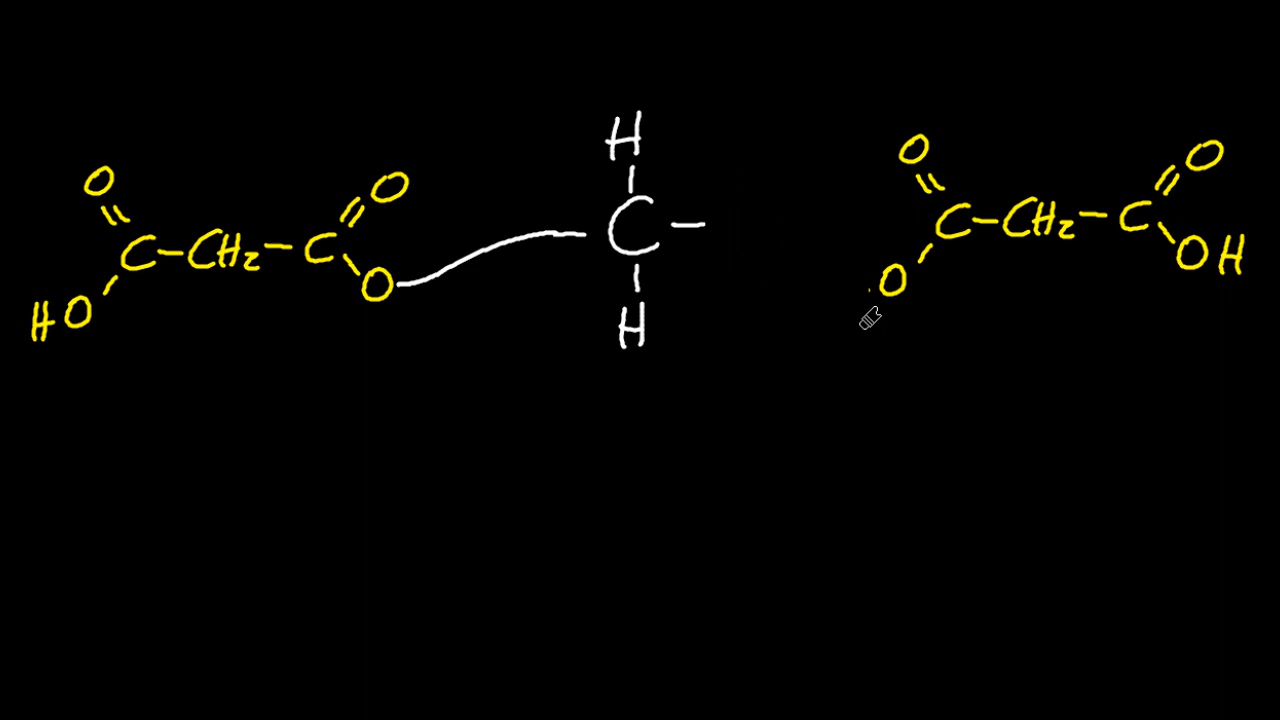 H
O O O O
C-CH₂-C C- C-CH₂-C
HO O O OH
H